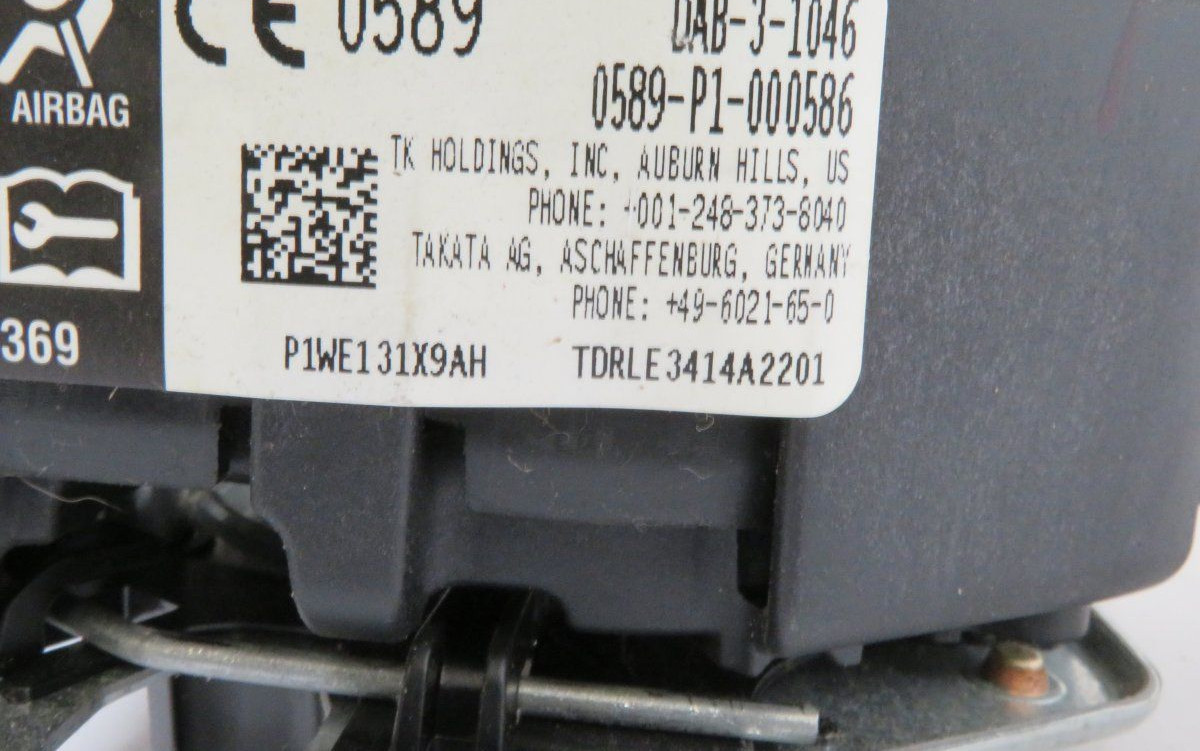 CE 0589
DAB-3-1046
0589-P1-000586
AIRBAG
TK HOLDINGS, INC, AUBURN HILLS, US
PHONE: +001-248-373-8040
TAKATA AG, ASCHAFFENBURG, GERMANY
PHONE: +49-6021-65-0
369
P1WE131X9AH TDRLE3414A2201